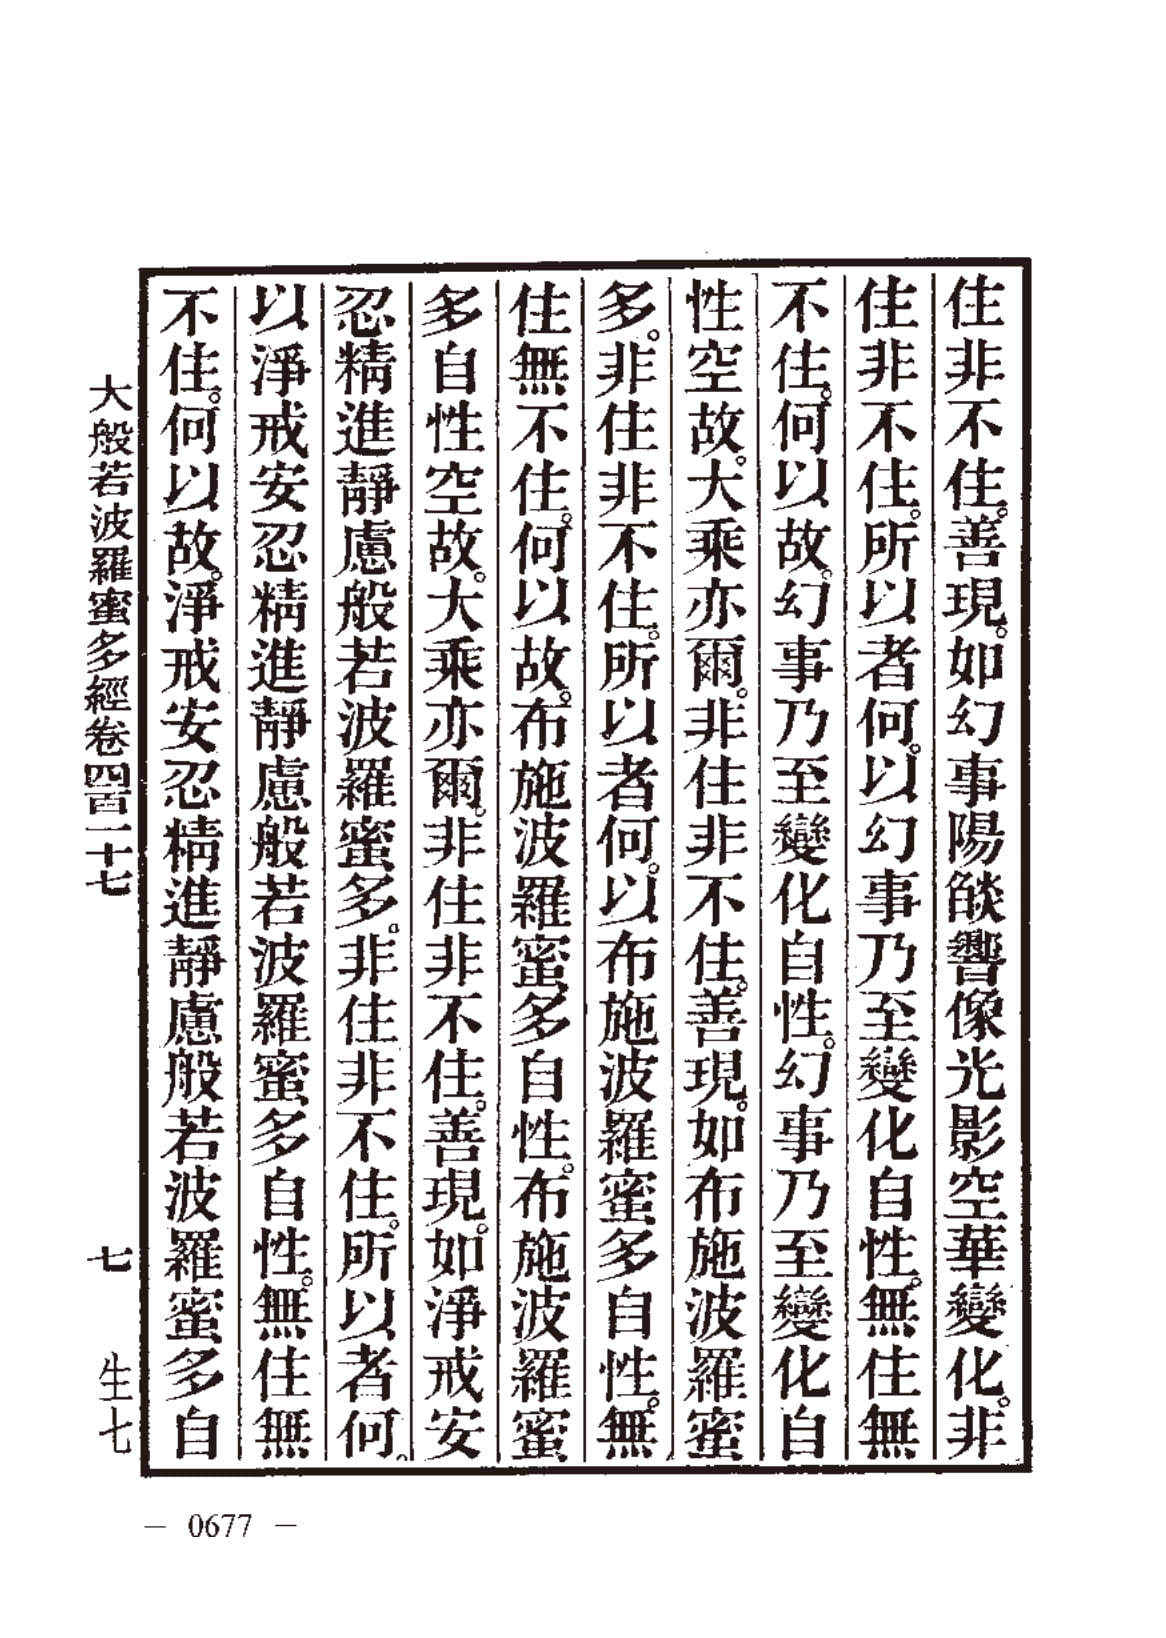 住非不住。善現。如幻事陽燄響像光影空華變化。非
住非不住。所以者何。以幻事乃至變化自性。無住無
不住。何以故。幻事乃至變化自性。幻事乃至變化自
性空故。大乘亦爾。非住非不住。善現。如布施波羅蜜
多。非住非不住。所以者何。以布施波羅蜜多自性。無
住無不住。何以故。布施波羅蜜多自性。布施波羅蜜
多自性空故。大乘亦爾。非住非不住。善現。如淨戒安
忍精進靜慮般若波羅蜜多。非住非不住。所以者何。
以淨戒安忍精進靜慮般若波羅蜜多自性。無住無
不住。何以故。淨戒安忍精進靜慮般若波羅蜜多自
大般若波羅蜜多經卷四百一十七 七 生七
— 0677 —